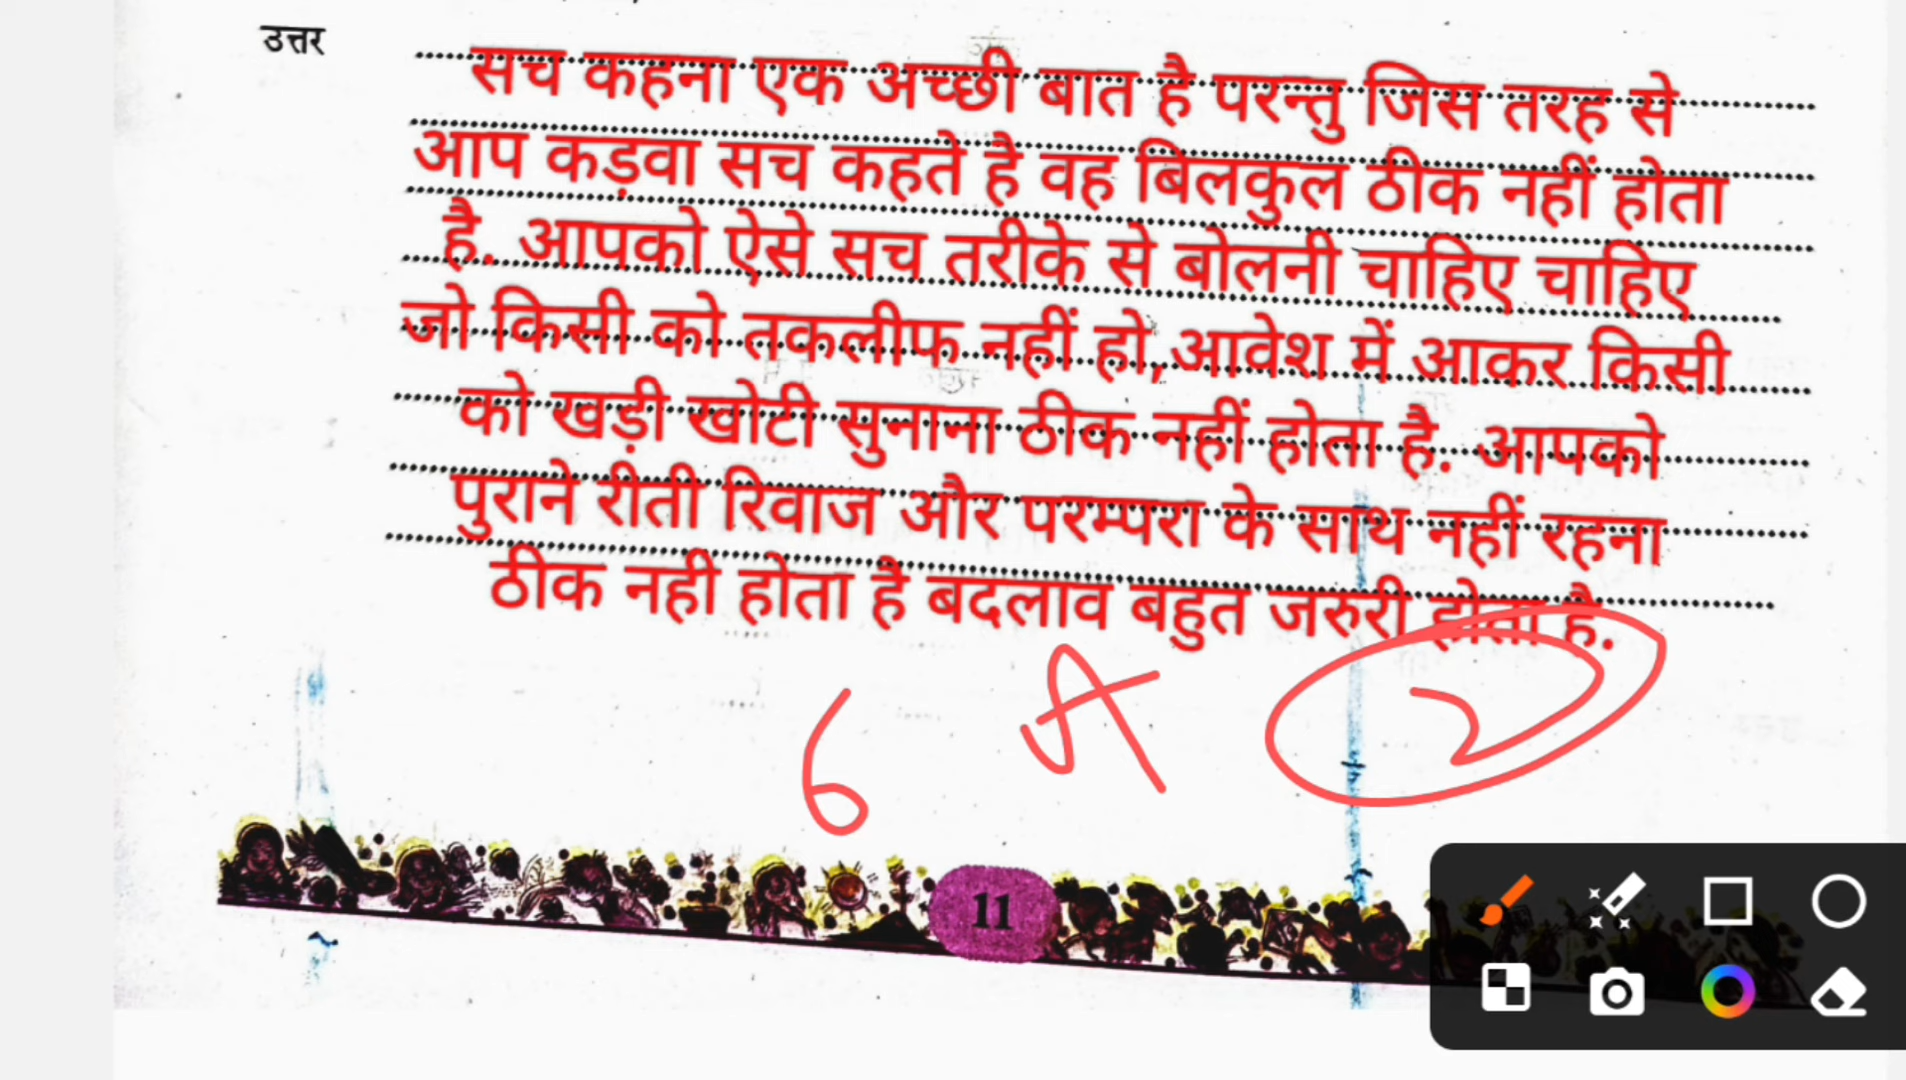 उत्तर
सच कहना एक अच्छी बात है परन्तु जिस तरह से
आप कड़वा सच कहते है वह बिलकुल ठीक नहीं होता
है. आपको ऐसे सच तरीके से बोलनी चाहिए चाहिए
जो किसी को तकलीफ नहीं हो,आवेश में आकर किसी
को खड़ी खोटी सुनाना ठीक नहीं होता है. आपको
पुराने रीती रिवाज और परम्परा के साथ नहीं रहना
ठीक नही होता है बदलाव बहुत जरुरी होता है.
6 A 2
11